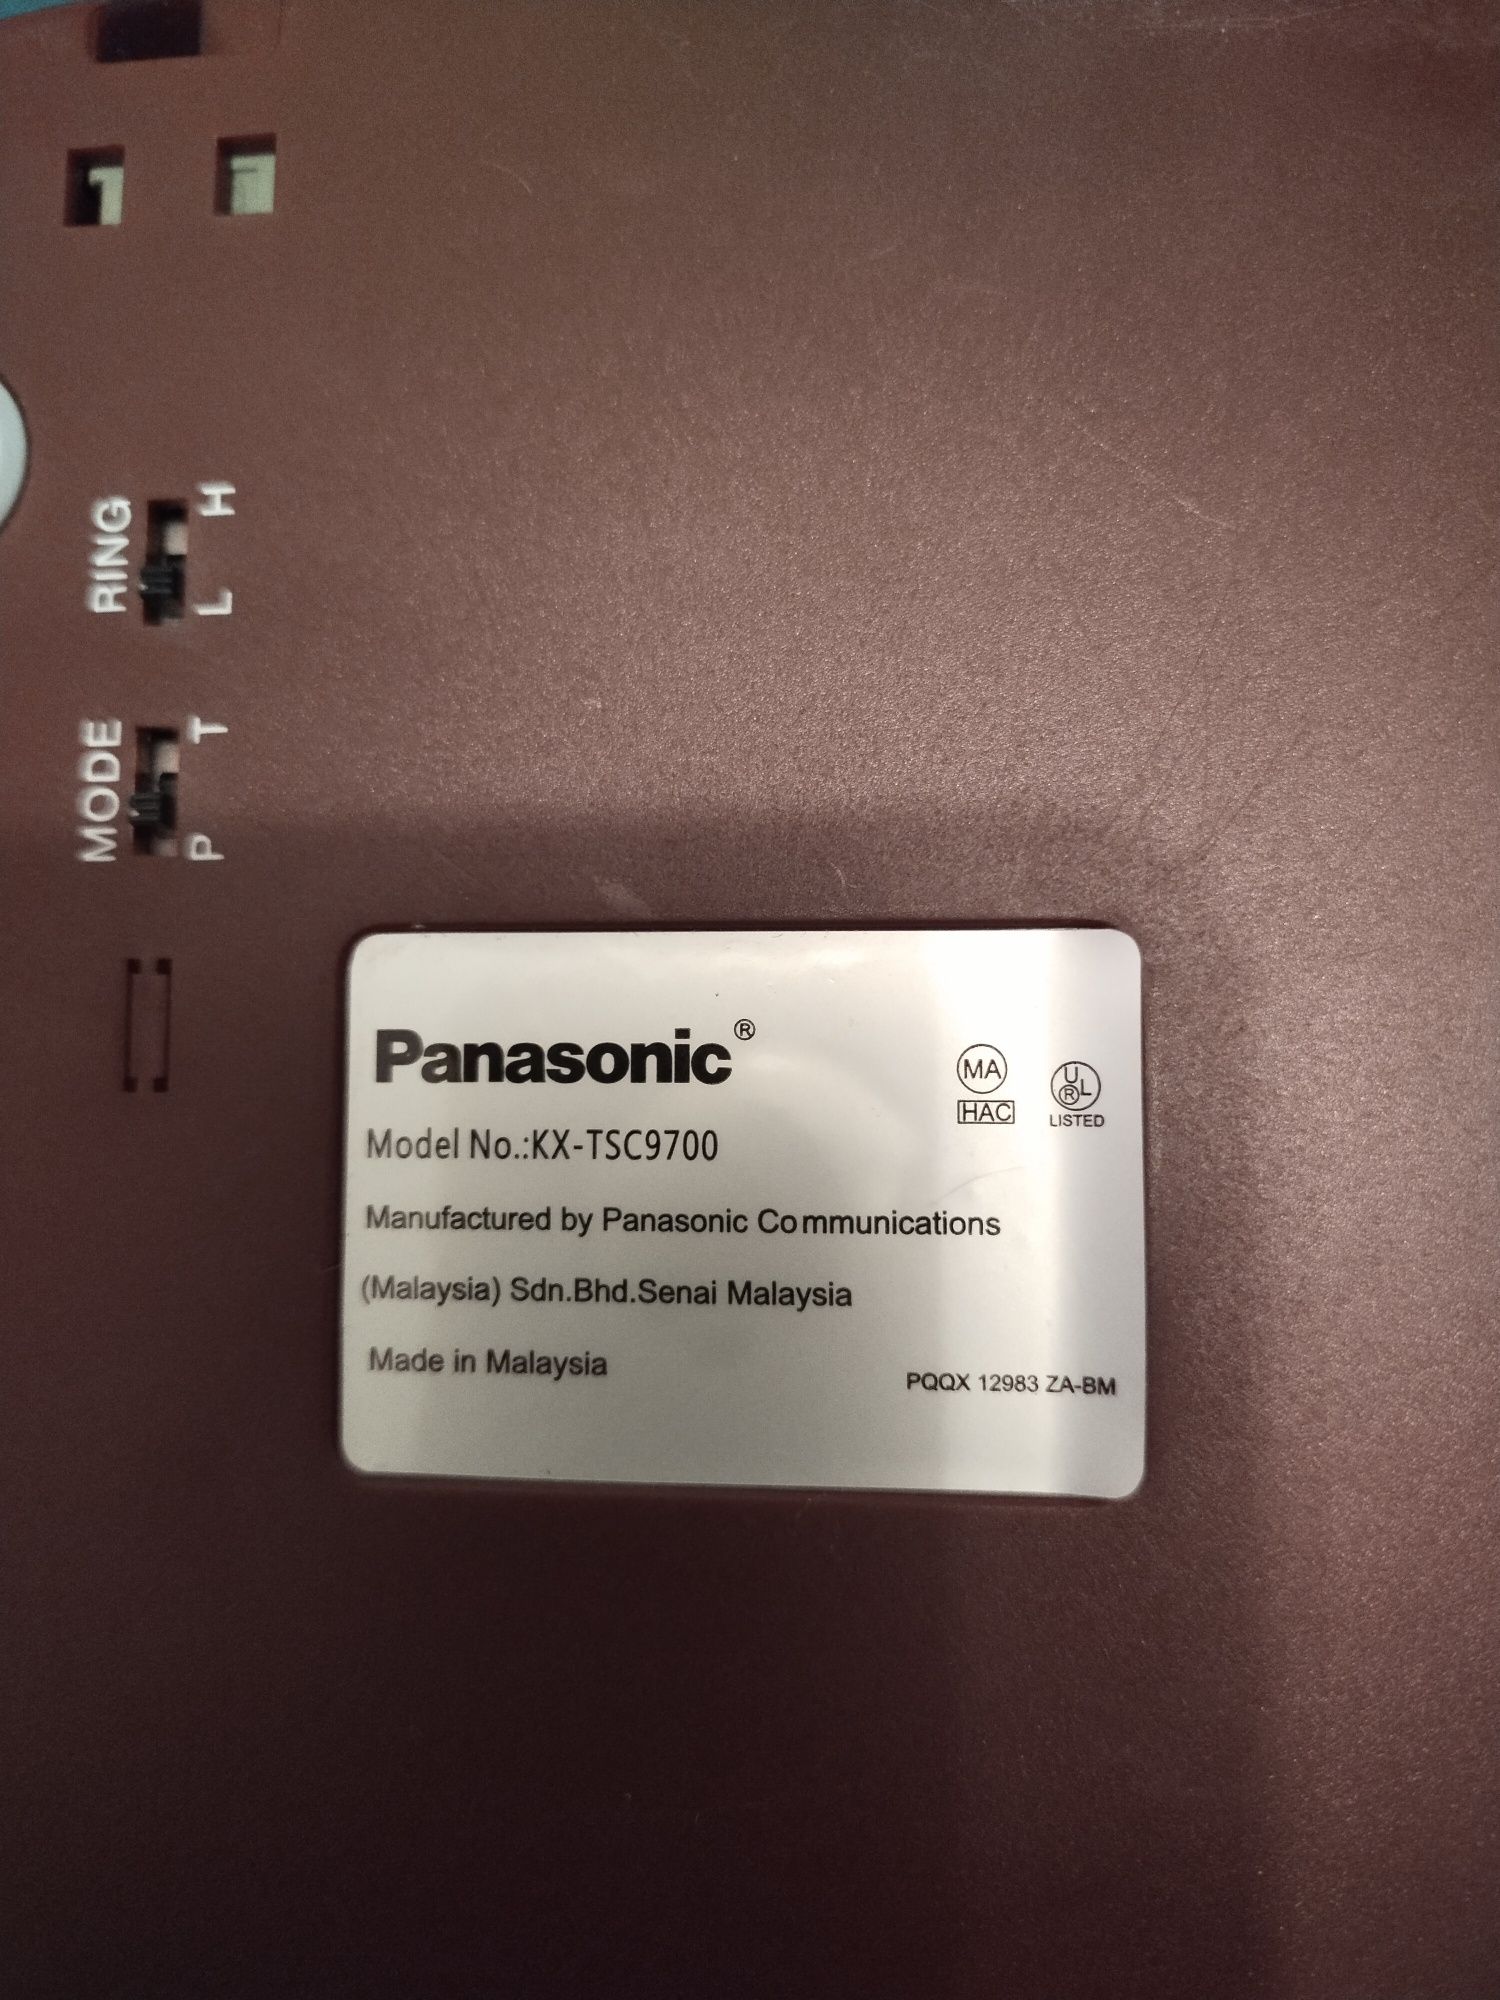 RING
L H
MODE
P T
Panasonic®
MA
HAC
UL®
LISTED
Model No.:KX-TSC9700
Manufactured by Panasonic Communications
(Malaysia) Sdn.Bhd.Senai Malaysia
Made in Malaysia
PQQX 12983 ZA-BM